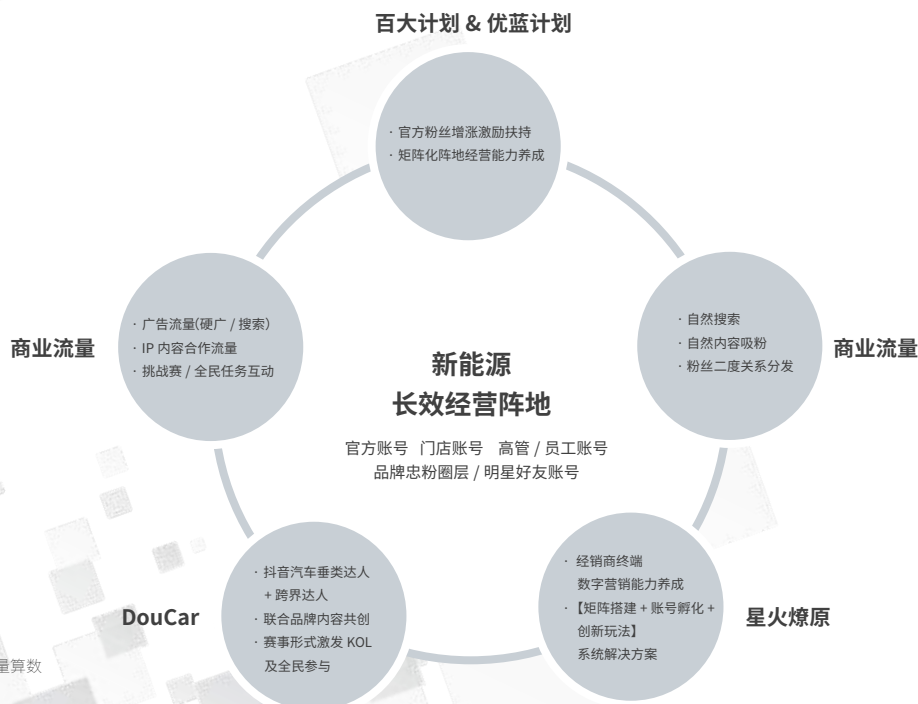 百大计划 & 优蓝计划
· 官方粉丝增涨激励扶持
· 矩阵化阵地经营能力养成
商业流量
· 广告流量(硬广 / 搜索)
· IP 内容合作流量
· 挑战赛 / 全民任务互动
· 自然搜索
· 自然内容吸粉
· 粉丝二度关系分发
商业流量
新能源
长效经营阵地
官方账号 门店账号 高管 / 员工账号
品牌忠粉圈层 / 明星好友账号
DouCar
· 抖音汽车垂类达人
+ 跨界达人
· 联合品牌内容共创
· 赛事形式激发 KOL
及全民参与
· 经销商终端
数字营销能力养成
· 【矩阵搭建 + 账号孵化 +
创新玩法】
系统解决方案
星火燎原
量算数